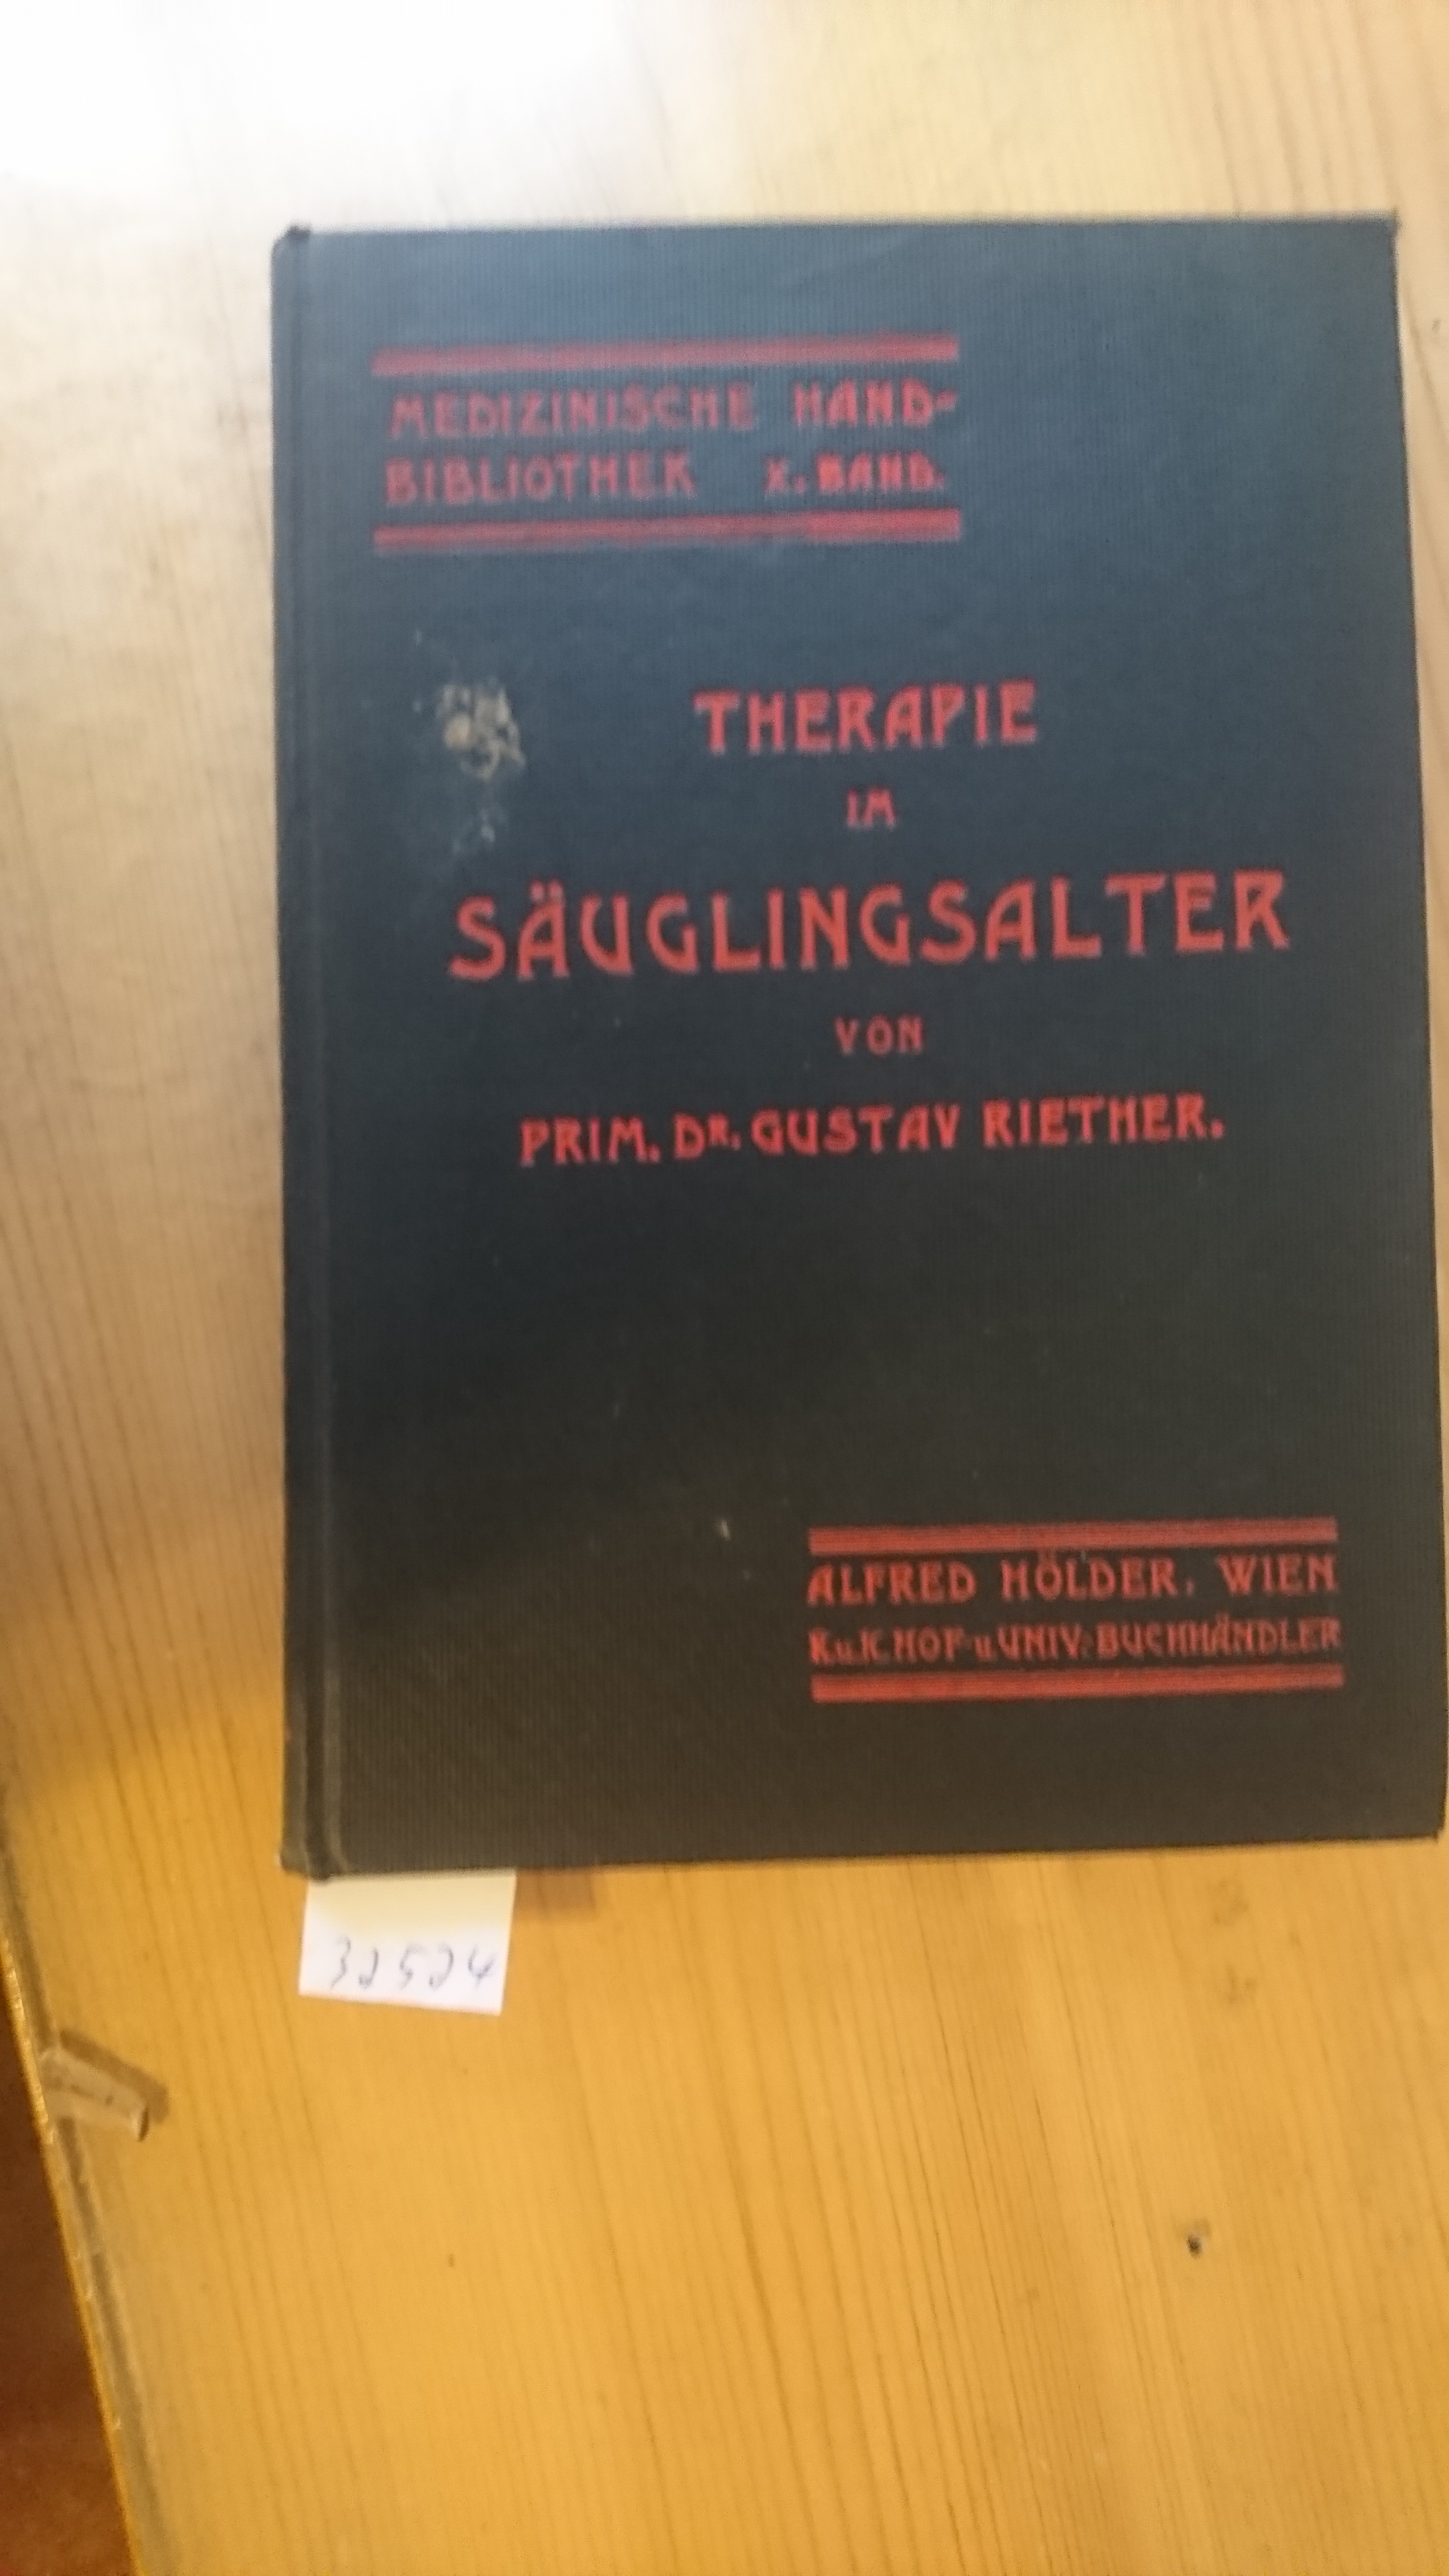 MEDIZINISCHE HAND-
BIBLIOTHEK X. BAND.
THERAPIE
IM
SÄUGLINGSALTER
VON
PRIM. DR. GUSTAV RIETHER.
ALFRED HÖLDER, WIEN
K.u.K. HOF- u. UNIV.-BUCHHÄNDLER
32524